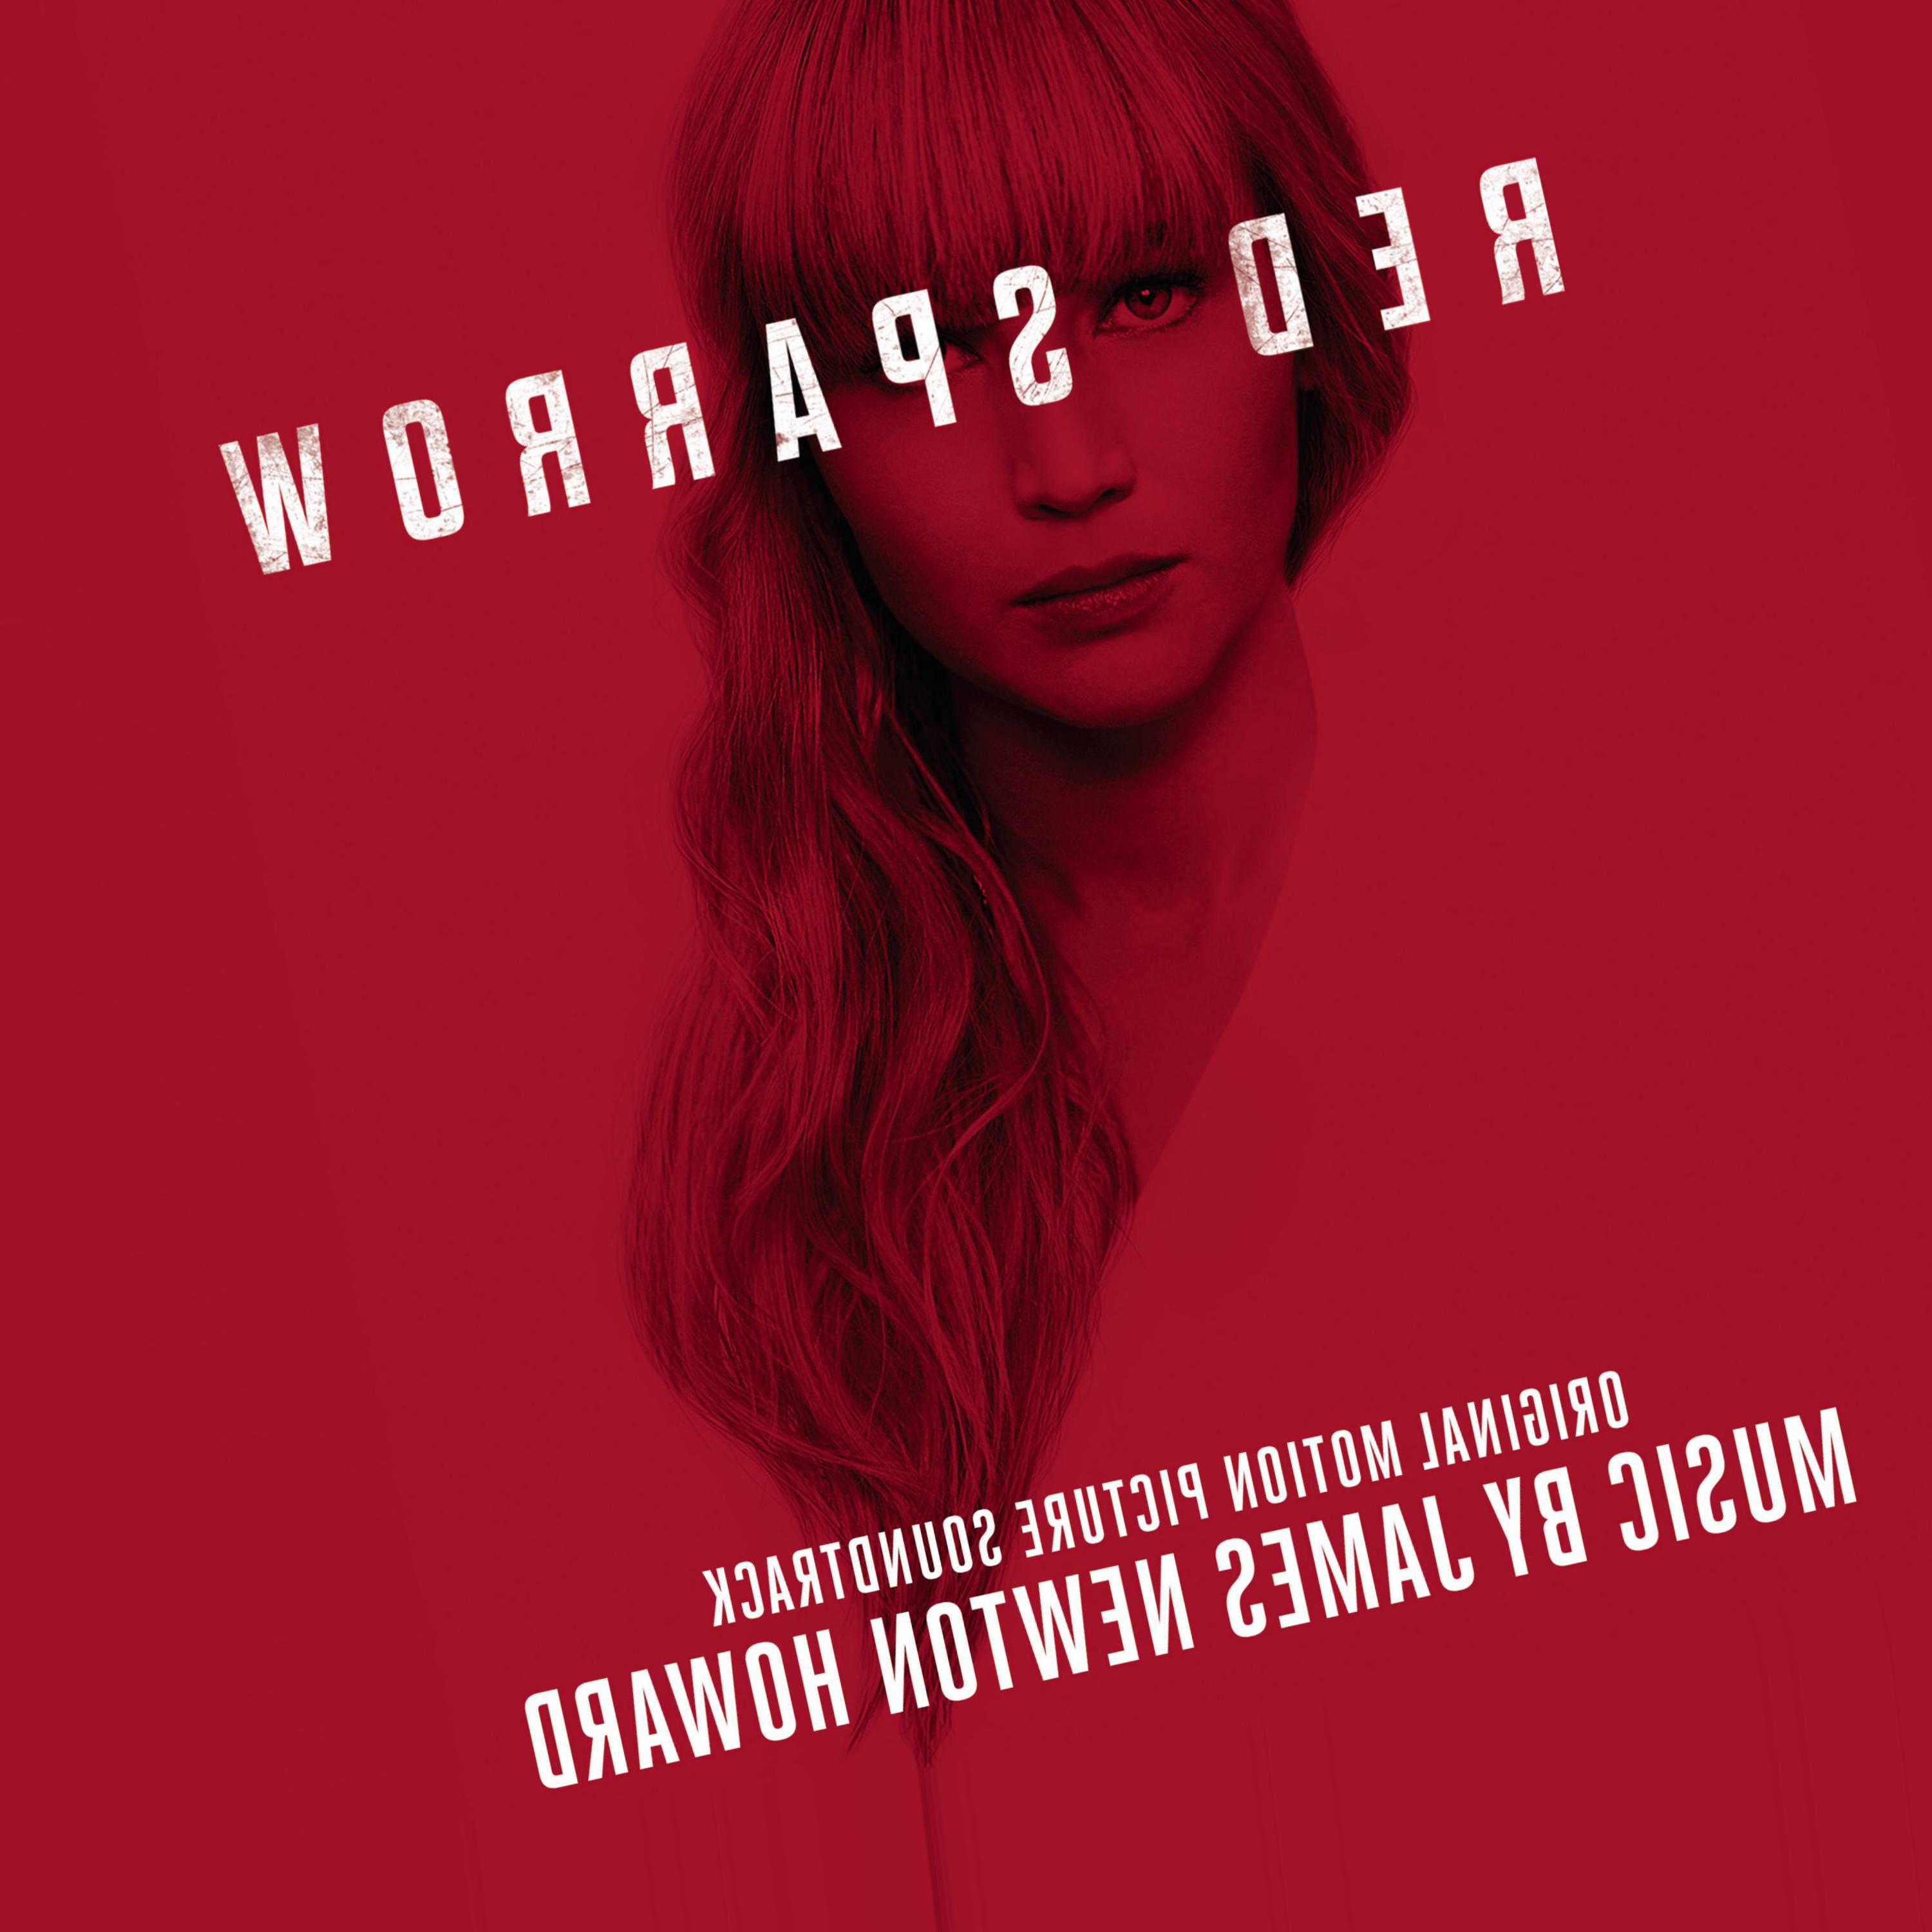 RED SPARROW
ORIGINAL MOTION PICTURE SOUNDTRACK
MUSIC BY JAMES NEWTON HOWARD